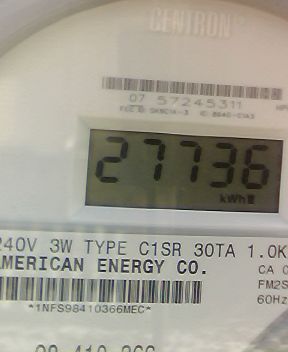 CENTRON
07 57245311
27736
kWh
240V 3W TYPE C1SR 30TA 1.0K
AMERICAN ENERGY CO.
CA 0
FM2S
*1NFS98410366MEC*
60Hz